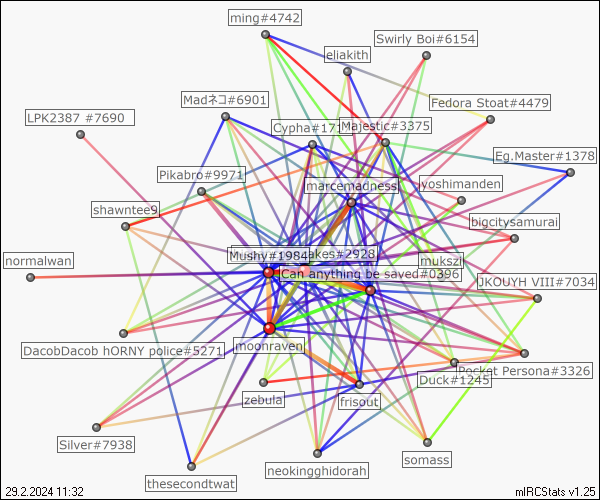 ming#4742
Swirly Boi#6154
eliakith
Madネコ#6901
Fedora Stoat#4479
LPK2387 #7690
Cypha#17
Majestic#3375
Eg.Master#1378
Pikabro#9971
marcemadness
yoshimanden
shawntee9
bigcitysamurai
Mushy#1984
akes#2928
normalwan
Can anything be saved#0396
mukszi
JKOUYH VIII#7034
moonraven
DacobDacob hORNY police#5271
Pocket Persona#3326
Duck#1245
zebula
frisout
Silver#7938
somass
neokingghidorah
thesecondtwat
29.2.2024 11:32
mIRCStats v1.25